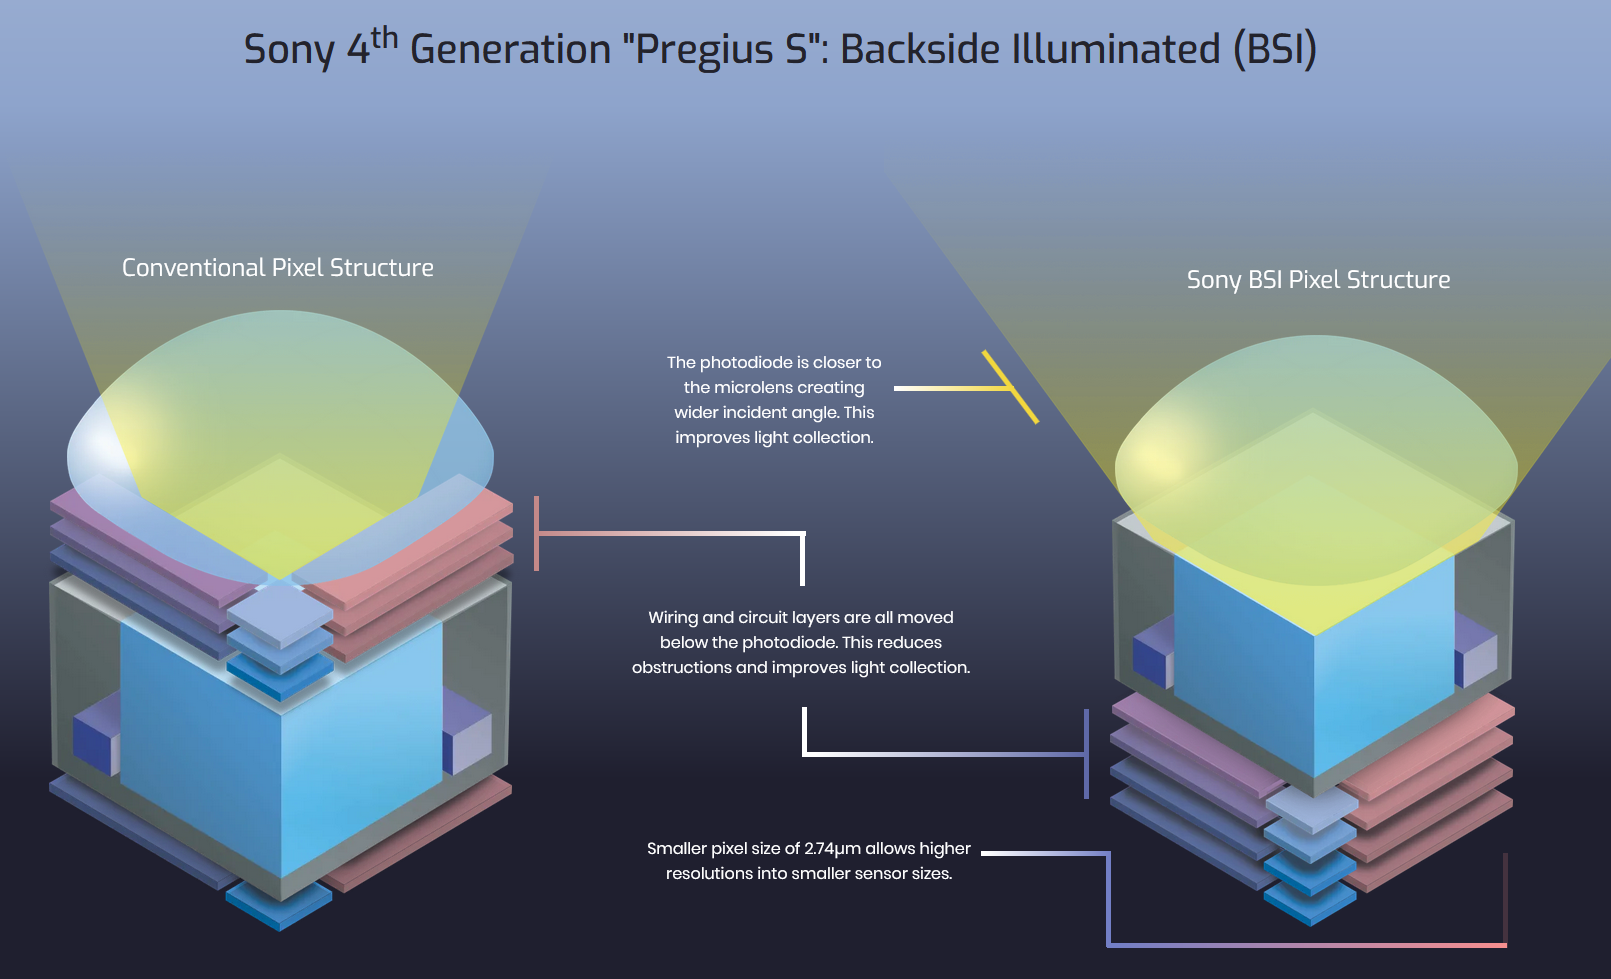 Sony 4th Generation "Pregius S": Backside Illuminated (BSI)
Conventional Pixel Structure
Sony BSI Pixel Structure
The photodiode is closer to
the microlens creating
wider incident angle. This
improves light collection.
Wiring and circuit layers are all moved
below the photodiode. This reduces
obstructions and improves light collection.
Smaller pixel size of 2.74µm allows higher
resolutions into smaller sensor sizes.